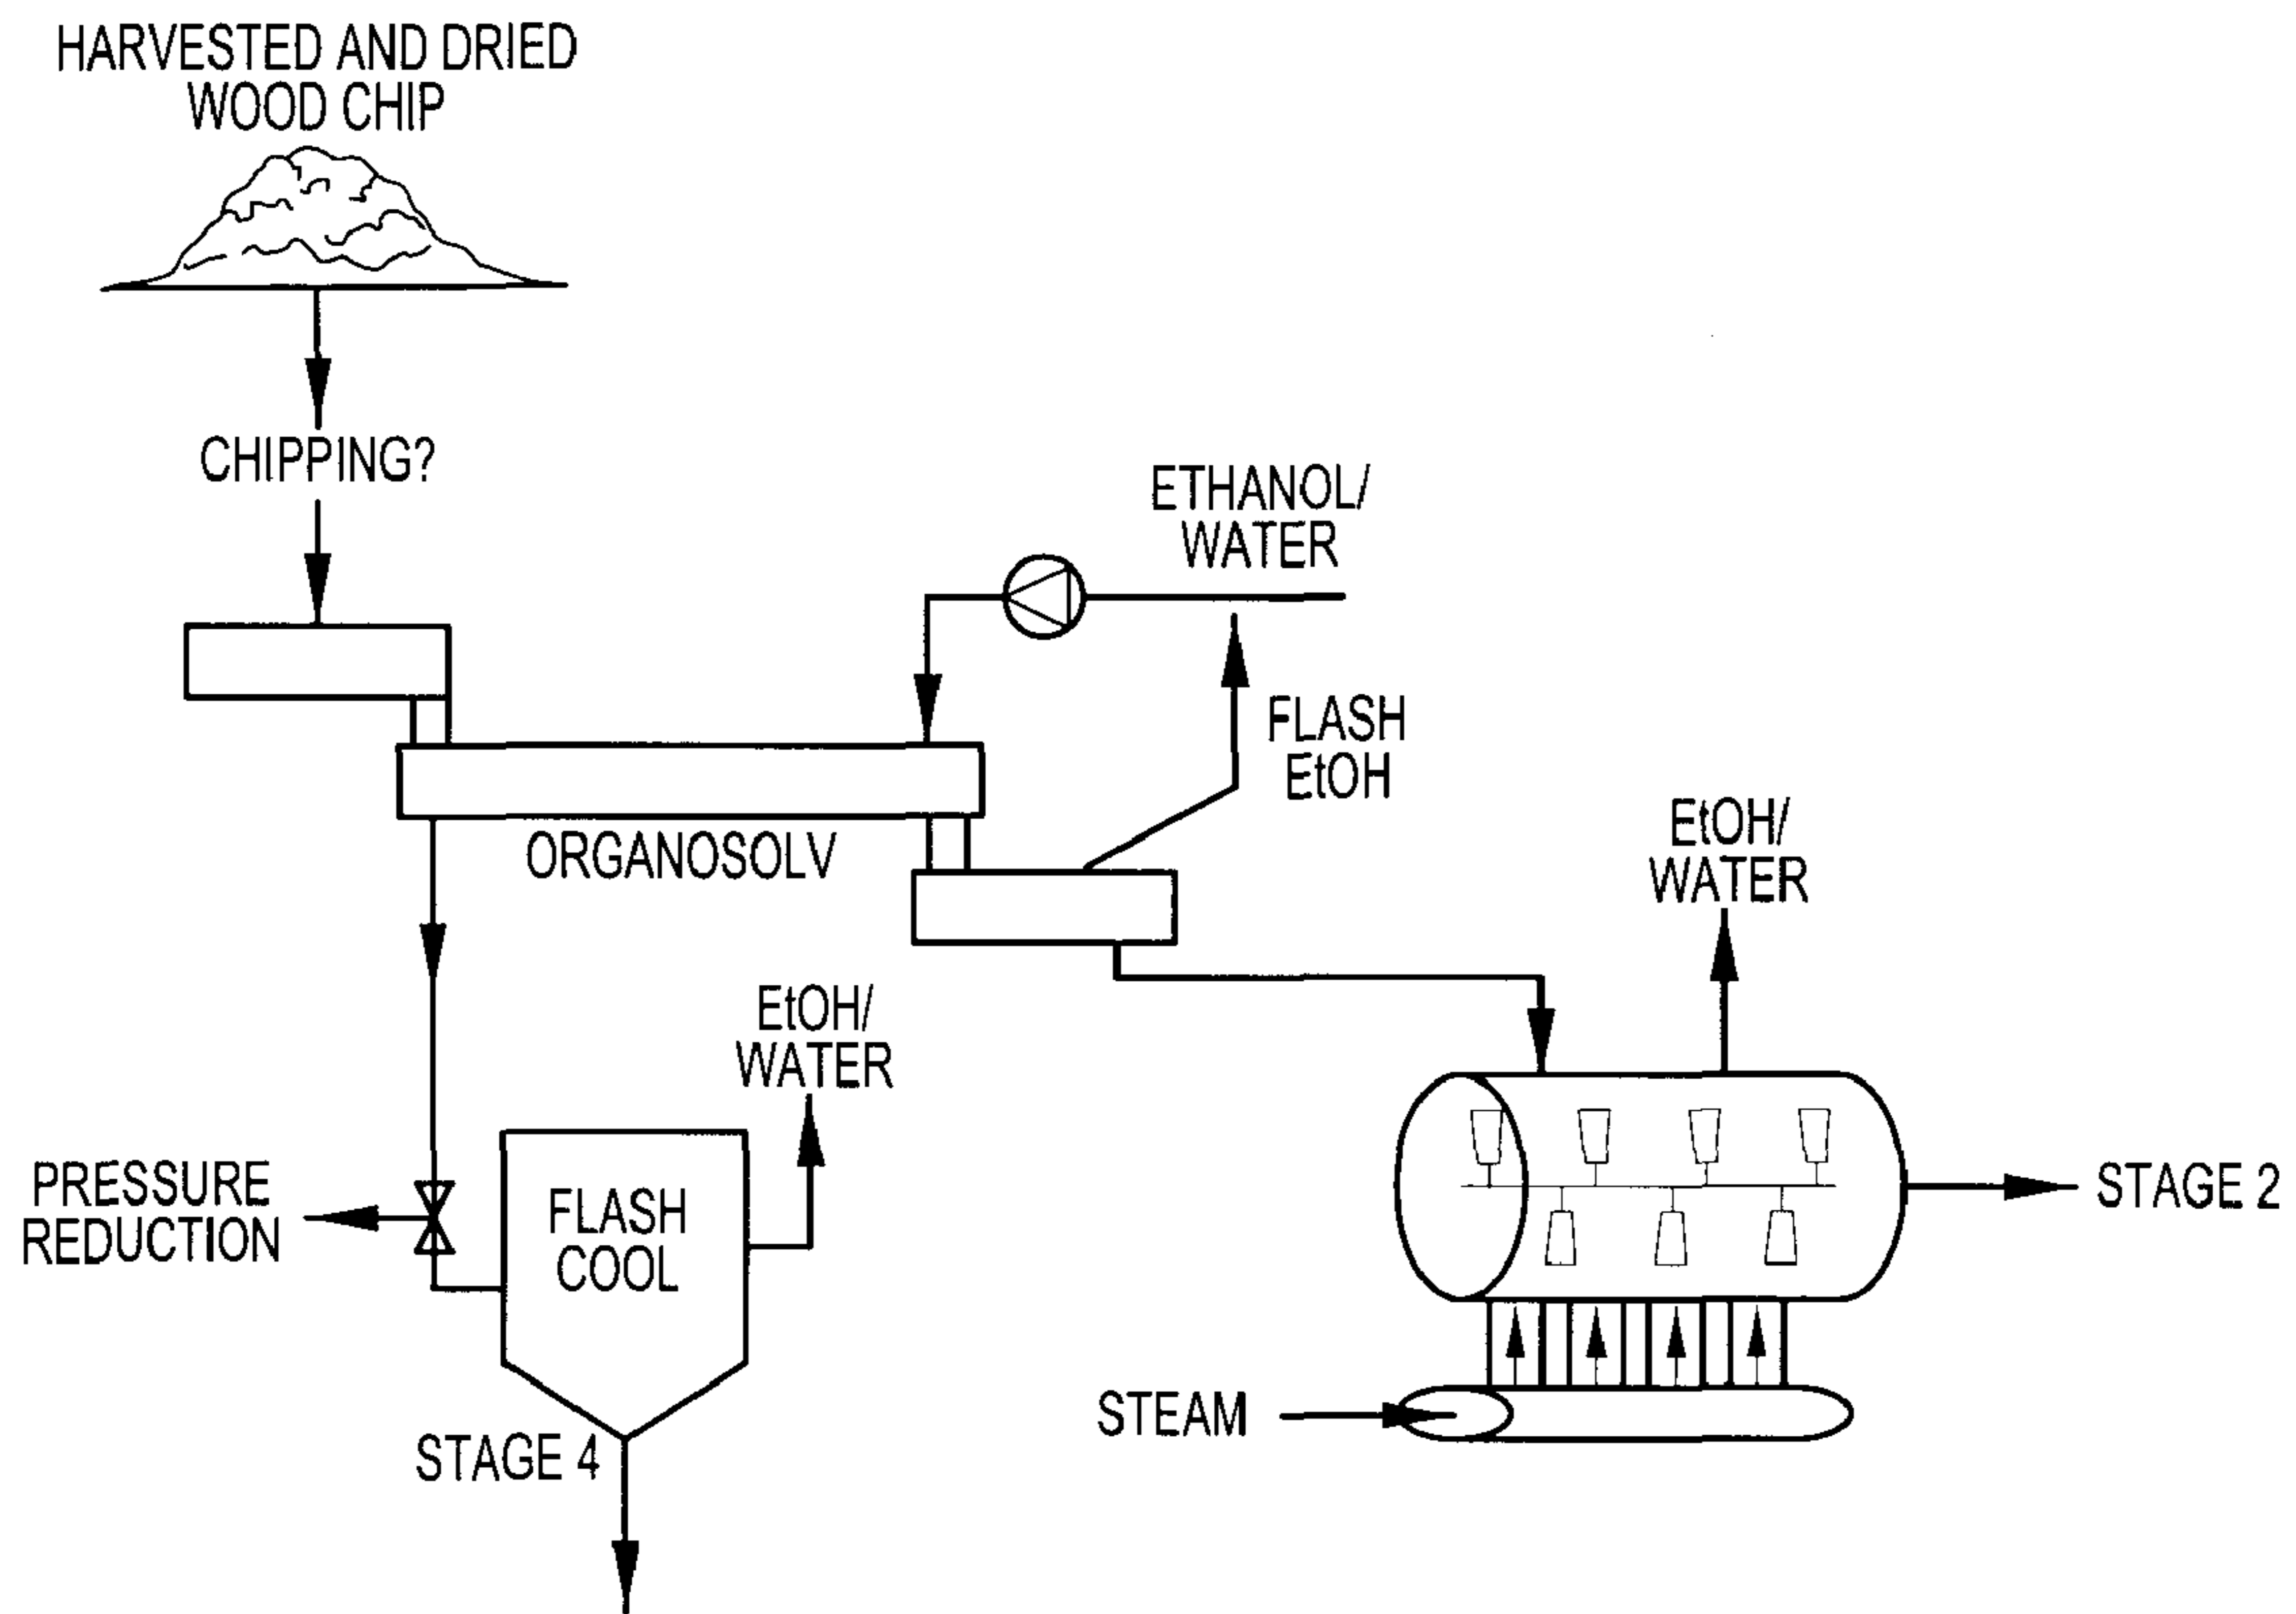 HARVESTED AND DRIED
WOOD CHIP
CHIPPING?
ETHANOL/
WATER
FLASH
EtOH
ORGANOSOLV
EtOH/
WATER
EtOH/
WATER
PRESSURE
REDUCTION
FLASH
COOL
STAGE 2
STEAM
STAGE 4